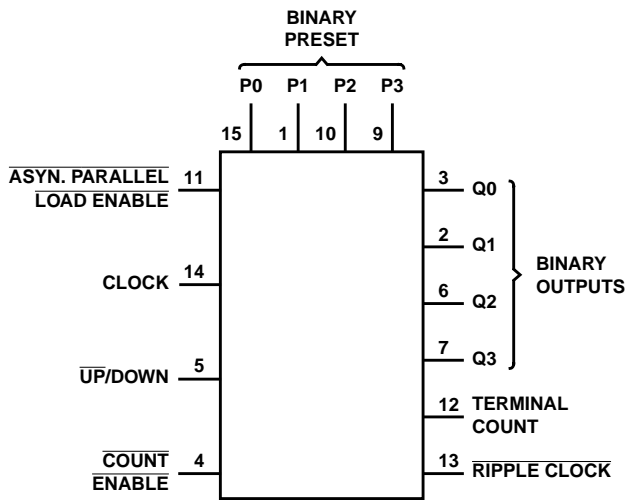 BINARY
PRESET
P0 P1 P2 P3
15 1 10 9
ASYN. PARALLEL
LOAD ENABLE
11
3 Q0
2 Q1
CLOCK 14
BINARY
OUTPUTS
6 Q2
7 Q3
UP/DOWN 5
12 TERMINAL
COUNT
COUNT
ENABLE
4
13 RIPPLE CLOCK